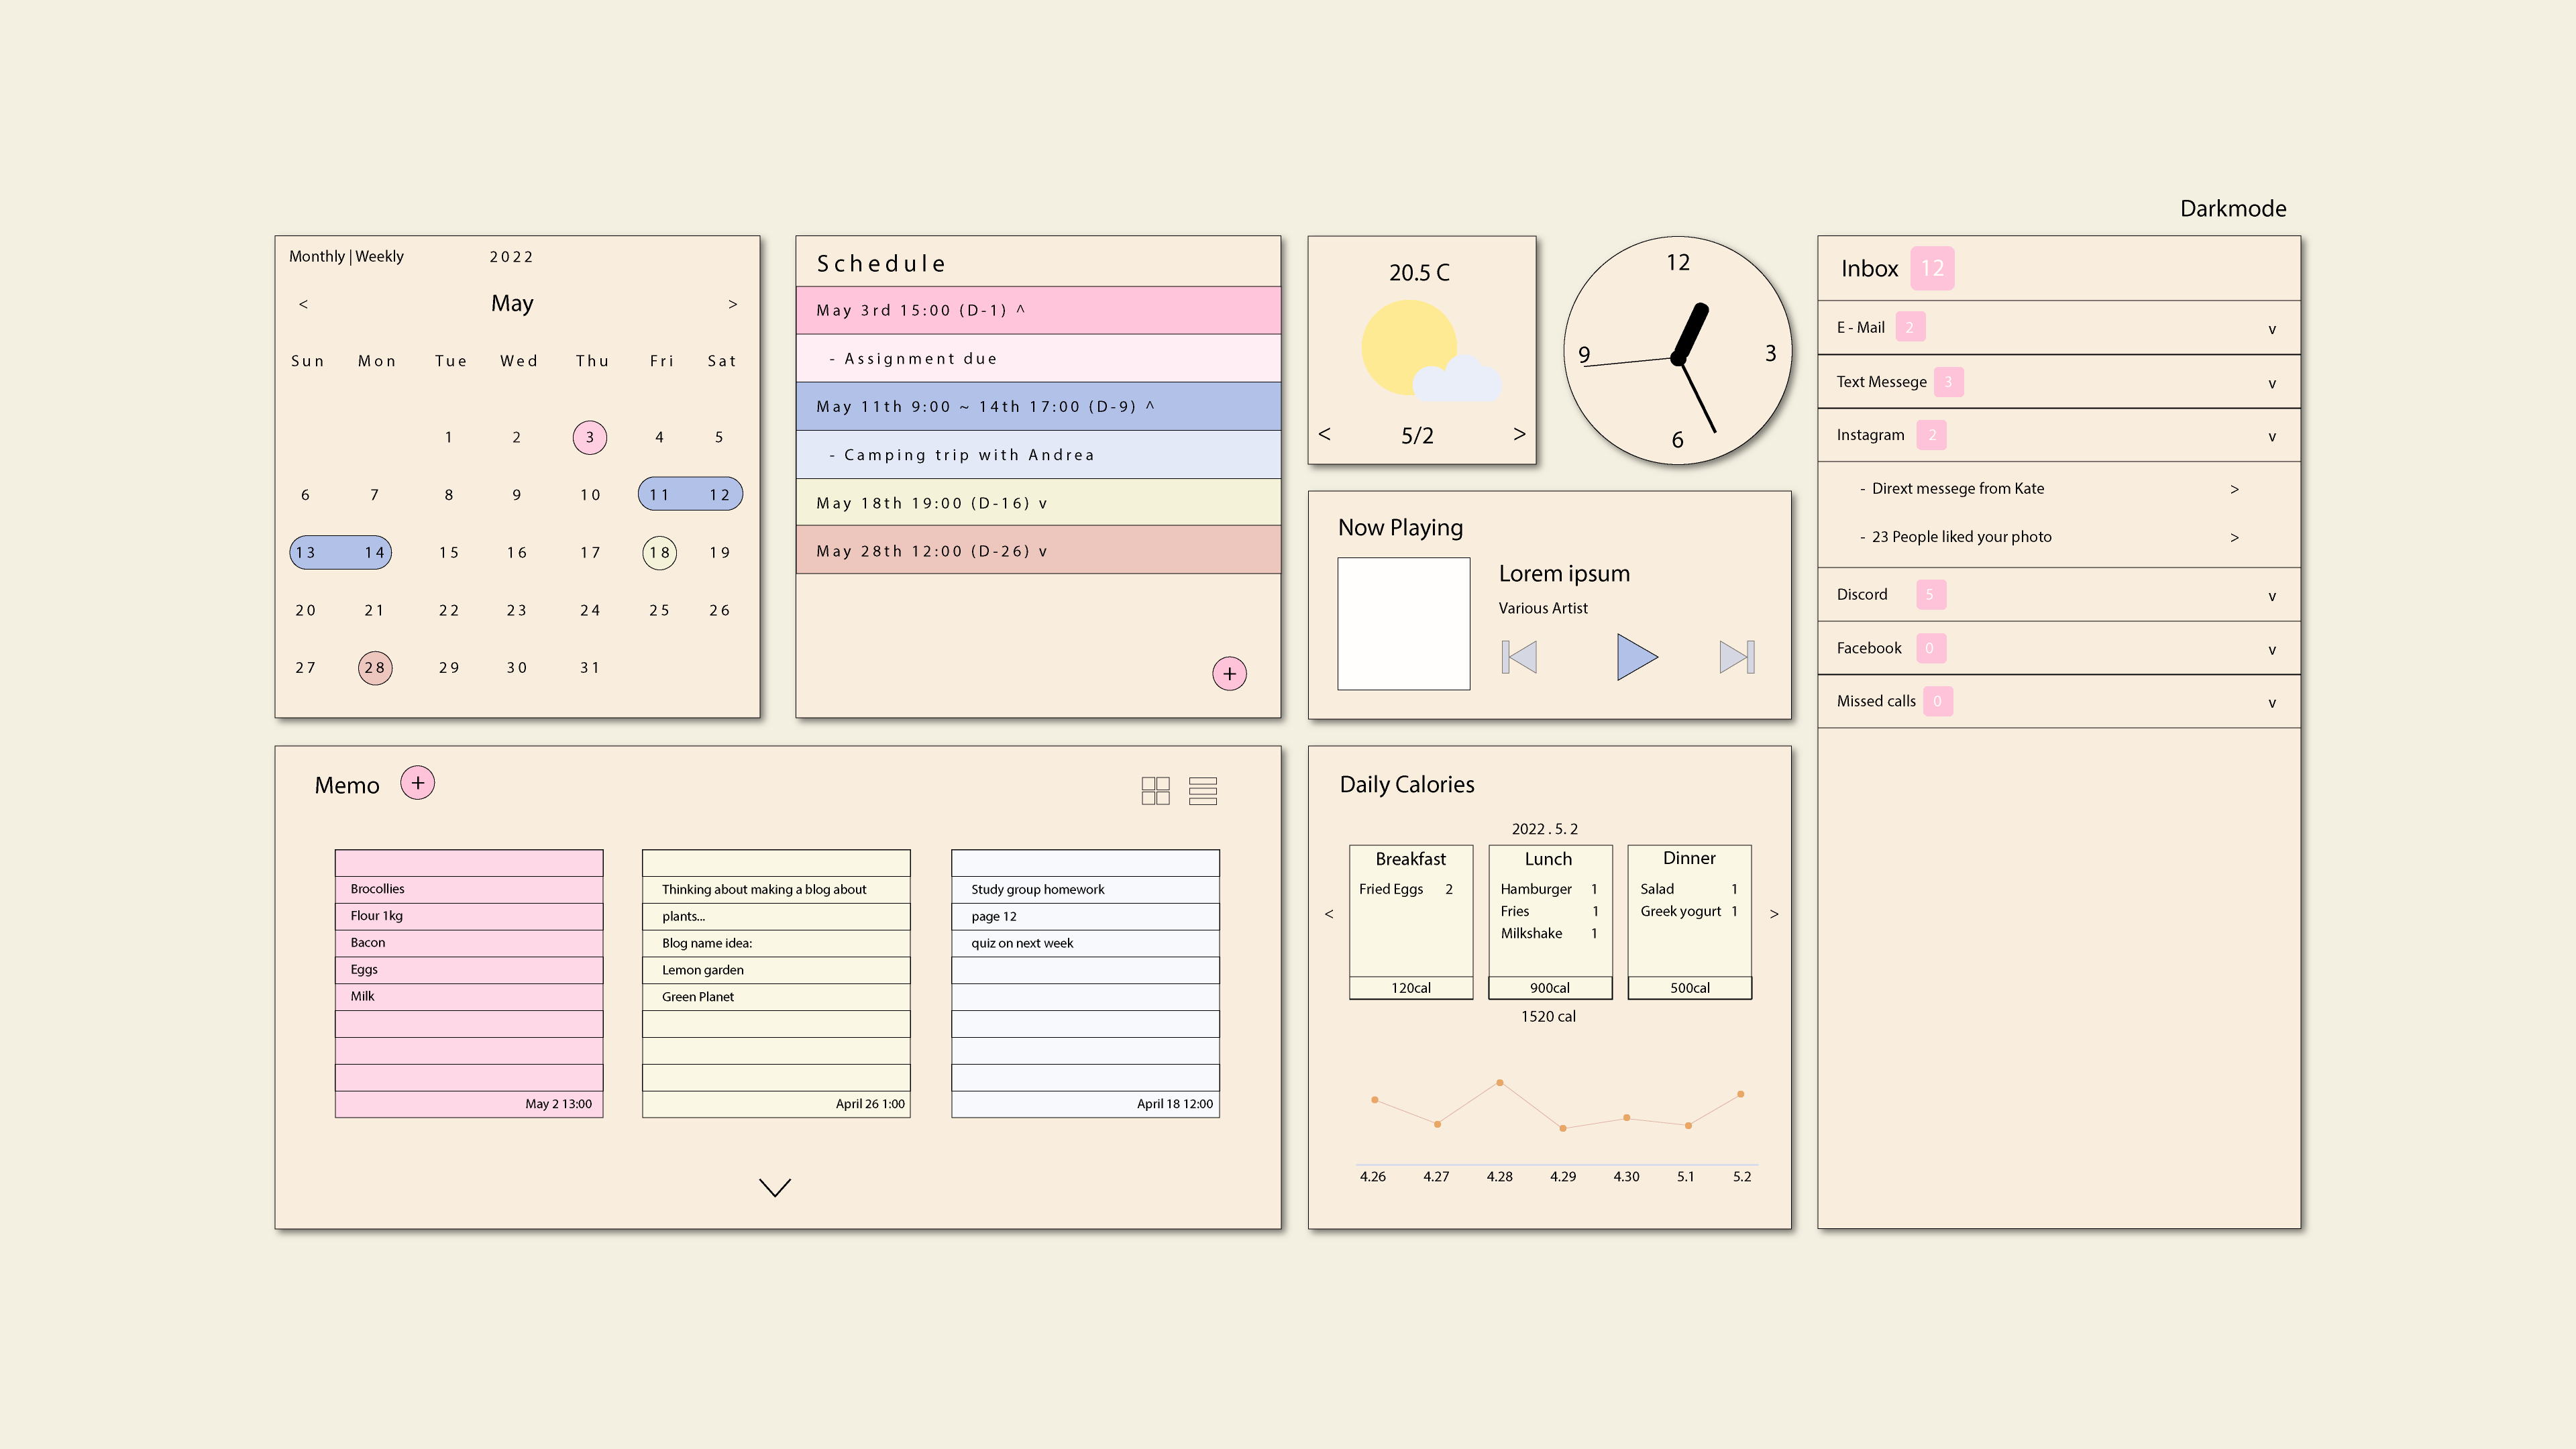 Darkmode
Monthly | Weekly 2022
< May >
Sun Mon Tue Wed Thu Fri Sat
1 2 3 4 5
6 7 8 9 10 11 12
13 14 15 16 17 18 19
20 21 22 23 24 25 26
27 28 29 30 31
Schedule
May 3rd 15:00 (D-1) ^
- Assignment due
May 11th 9:00 ~ 14th 17:00 (D-9) ^
- Camping trip with Andrea
May 18th 19:00 (D-16) v
May 28th 12:00 (D-26) v
+
20.5 C
< 5/2 >
12
9 3
6
Now Playing
Lorem ipsum
Various Artist
Inbox 12
E - Mail 2 v
Text Messege 3 v
Instagram 2 v
- Dirext messege from Kate >
- 23 People liked your photo >
Discord 5 v
Facebook 0 v
Missed calls 0 v
Memo +
Brocollies
Flour 1kg
Bacon
Eggs
Milk
May 2 13:00
Thinking about making a blog about
plants...
Blog name idea:
Lemon garden
Green Planet
April 26 1:00
Study group homework
page 12
quiz on next week
April 18 12:00
Daily Calories
2022 . 5. 2
< >
Breakfast
Fried Eggs 2
120cal
Lunch
Hamburger 1
Fries 1
Milkshake 1
900cal
Dinner
Salad 1
Greek yogurt 1
500cal
1520 cal
4.26 4.27 4.28 4.29 4.30 5.1 5.2